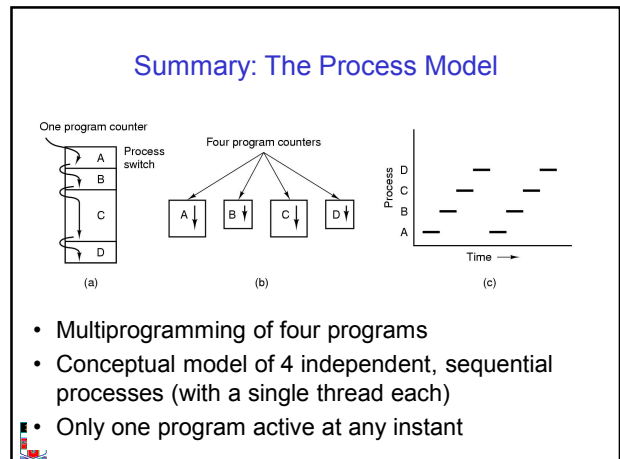 Summary: The Process Model
One program counter
Process
switch
A
B
C
D
(a)
Four program counters
A
B
C
D
(b)
Process
D
C
B
A
Time
(c)
• Multiprogramming of four programs
• Conceptual model of 4 independent, sequential
processes (with a single thread each)
• Only one program active at any instant